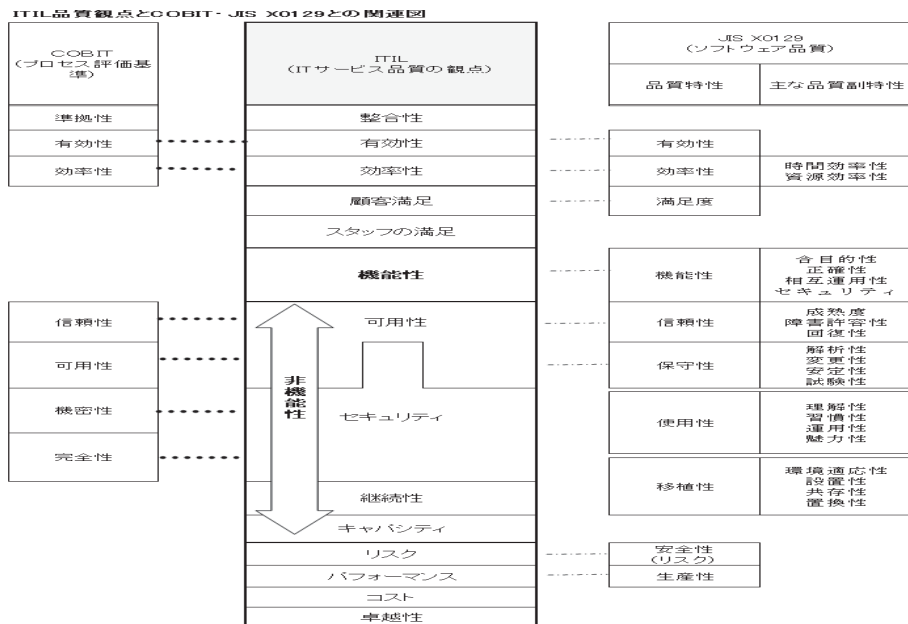 ITIL品質観点とCOBIT・JIS X0129との関連図
COBIT
(プロセス評価基
準)
準拠性
有効性
効率性
信頼性
可用性
機密性
完全性
ITIL
(ITサービス品質の観点)
整合性
有効性
効率性
顧客満足
スタッフの満足
機能性
可用性
非機能性
セキュリティ
継続性
キャパシティ
リスク
パフォーマンス
コスト
卓越性
JIS X0129
(ソフトウェア品質)
品質特性
主な品質副特性
有効性
効率性
時間効率性
資源効率性
満足度
機能性
合目的性
正確性
相互運用性
セキュリティ
信頼性
成熟度
障害許容性
回復性
保守性
解析性
変更性
安定性
試験性
使用性
理解性
習慣性
運用性
魅力性
移植性
環境適応性
設置性
共存性
置換性
安全性
(リスク)
生産性